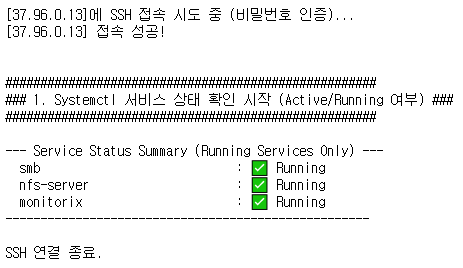 [37.96.0.13]에 SSH 접속 시도 중 (비밀번호 인증)...
[37.96.0.13] 접속 성공!
############################################################
### 1. Systemctl 서비스 상태 확인 시작 (Active/Running 여부) ###
############################################################
--- Service Status Summary (Running Services Only) ---
smb : ✅ Running
nfs-server : ✅ Running
monitorix : ✅ Running
----------------------------------------------------
SSH 연결 종료.